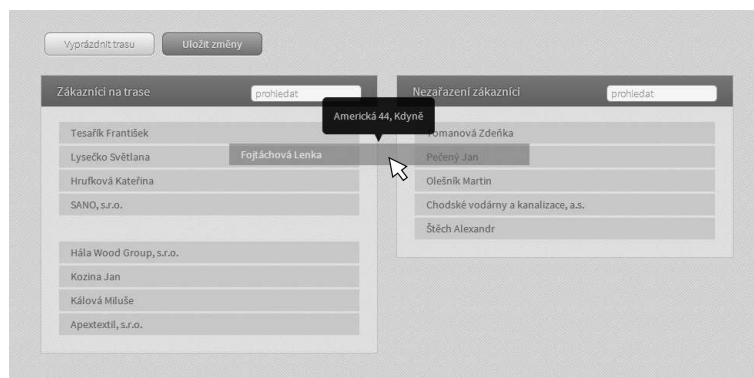 Vyprázdnit trasu
Uložit změny
Zákazníci na trase
prohledat
Tesařík František
Lysečko Světlana
Hrufková Kateřina
SANO, s.r.o.
Hála Wood Group, s.r.o.
Kozina Jan
Kálová Miluše
Apextextil, s.r.o.
Americká 44, Kdyně
Fojtáchová Lenka
Nezařazení zákazníci
prohledat
Tomanová Zdeňka
Pečený Jan
Olešník Martin
Chodské vodárny a kanalizace, a.s.
Štěch Alexandr